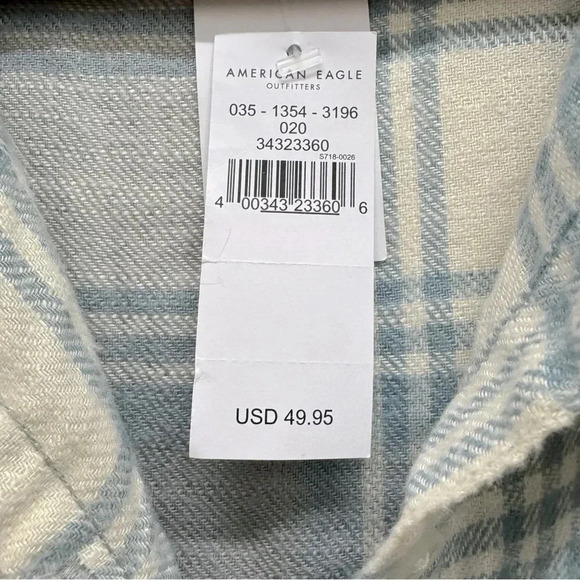 AMERICAN EAGLE
OUTFITTERS
035 - 1354 - 3196
020
34323360
S718-0026
4 00343 23360 6
USD 49.95